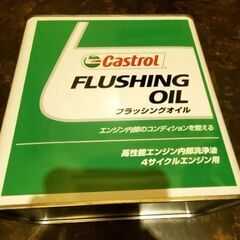 Castrol
FLUSHING
OIL
フラッシングオイル
エンジン内部のコンディションを整える
高性能エンジン内部洗浄油
4サイクルエンジン用